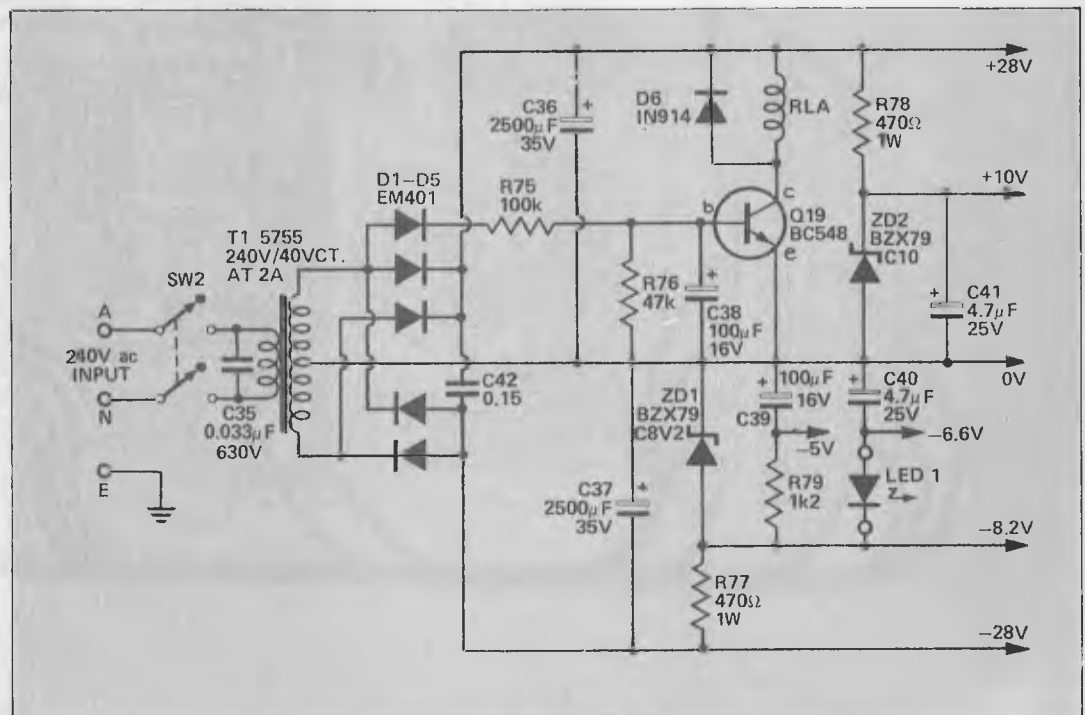 +28V
D6
IN914
RLA
C36
2500µF
35V
+
R78
470Ω
1W
+10V
D1–D5
EM401
R75
100k
b
c
e
Q19
BC548
ZD2
BZX79
C10
T1 5755
240V/40VCT.
AT 2A
SW2
R76
47k
C38
100µF
16V
+
C41
4.7µF
25V
+
A
240V ac
INPUT
N
E
C35
0.033µF
630V
C42
0.15
0V
ZD1
BZX79
C8V2
+
100µF
16V
C39
+
C40
4.7µF
25V
–5V
–6.6V
R79
1k2
LED 1
C37
2500µF
35V
+
–8.2V
R77
470Ω
1W
–28V